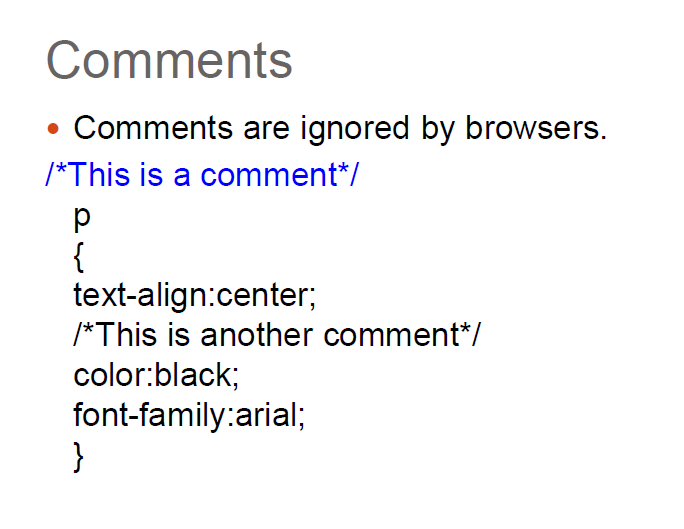 Comments
• Comments are ignored by browsers.
/*This is a comment*/
p
{
text-align:center;
/*This is another comment*/
color:black;
font-family:arial;
}